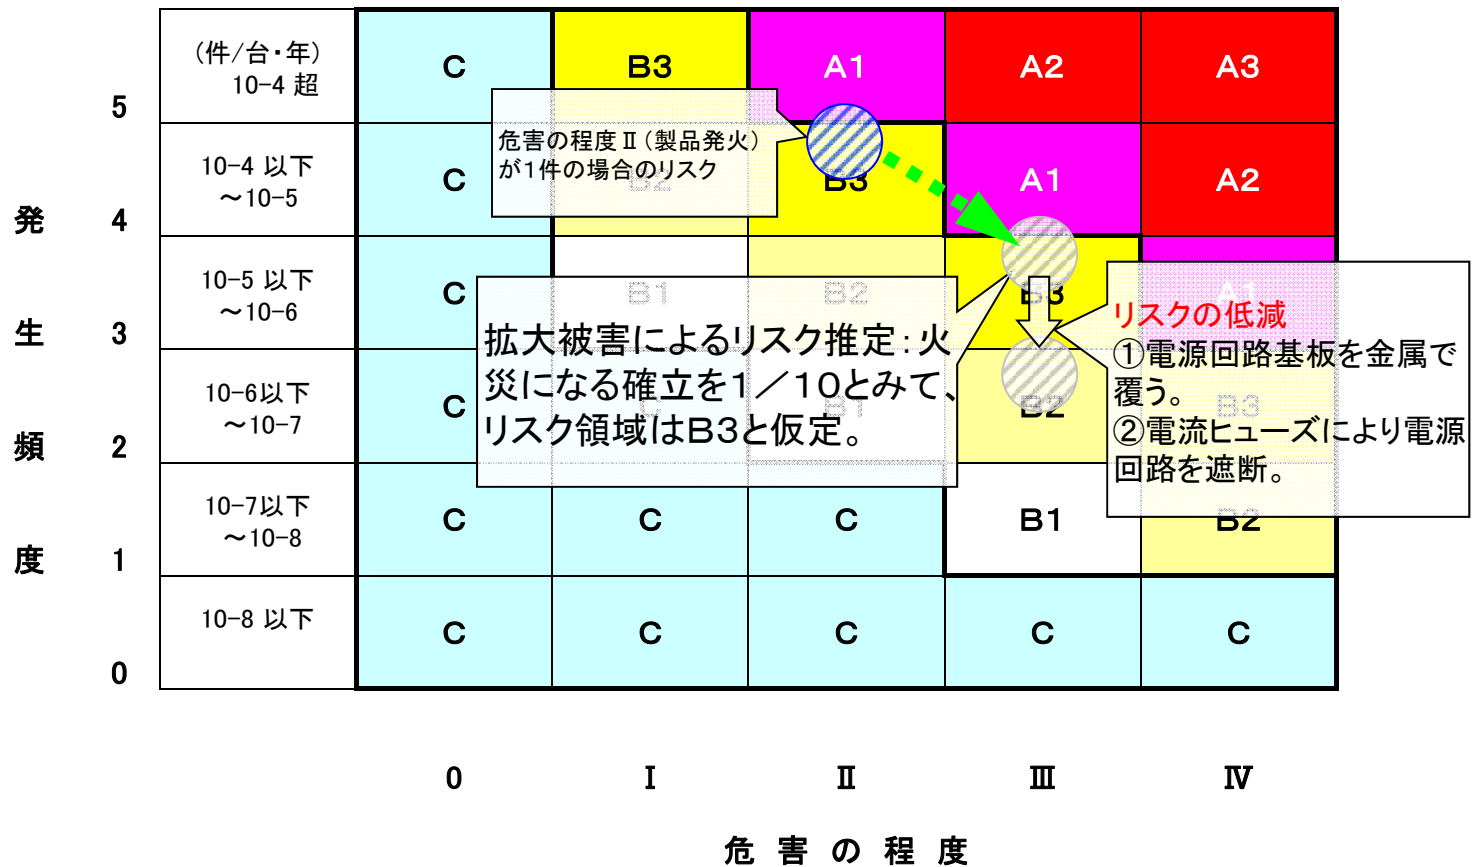 (件/台・年)
10-4 超
C
B3
A1
A2
A3
5
危害の程度Ⅱ(製品発火)
が1件の場合のリスク
10-4 以下
～10-5
C
B2
B3
A1
A2
発
4
10-5 以下
～10-6
C
B1
B2
B3
A1
生
3
拡大被害によるリスク推定:火
災になる確立を1/10とみて、
リスク領域はB3と仮定。
リスクの低減
①電源回路基板を金属で
覆う。
②電流ヒューズにより電源
回路を遮断。
10-6以下
～10-7
C
C
B1
B2
B3
頻
2
10-7以下
～10-8
C
C
C
B1
B2
度
1
10-8 以下
C
C
C
C
C
0
0
Ⅰ
Ⅱ
Ⅲ
Ⅳ
危害の程度